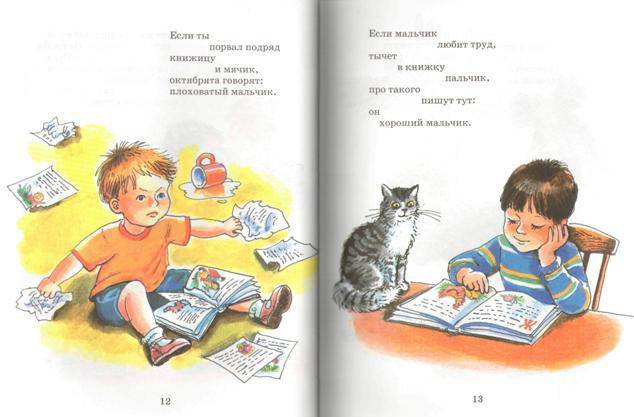 Если ты
порвал подряд
книжицу
и мячик,
октябрята говорят:
плоховатый мальчик.
12
Если мальчик
любит труд,
тычет
в книжку
пальчик,
про такого
пишут тут:
он
хороший мальчик.
Ж
13